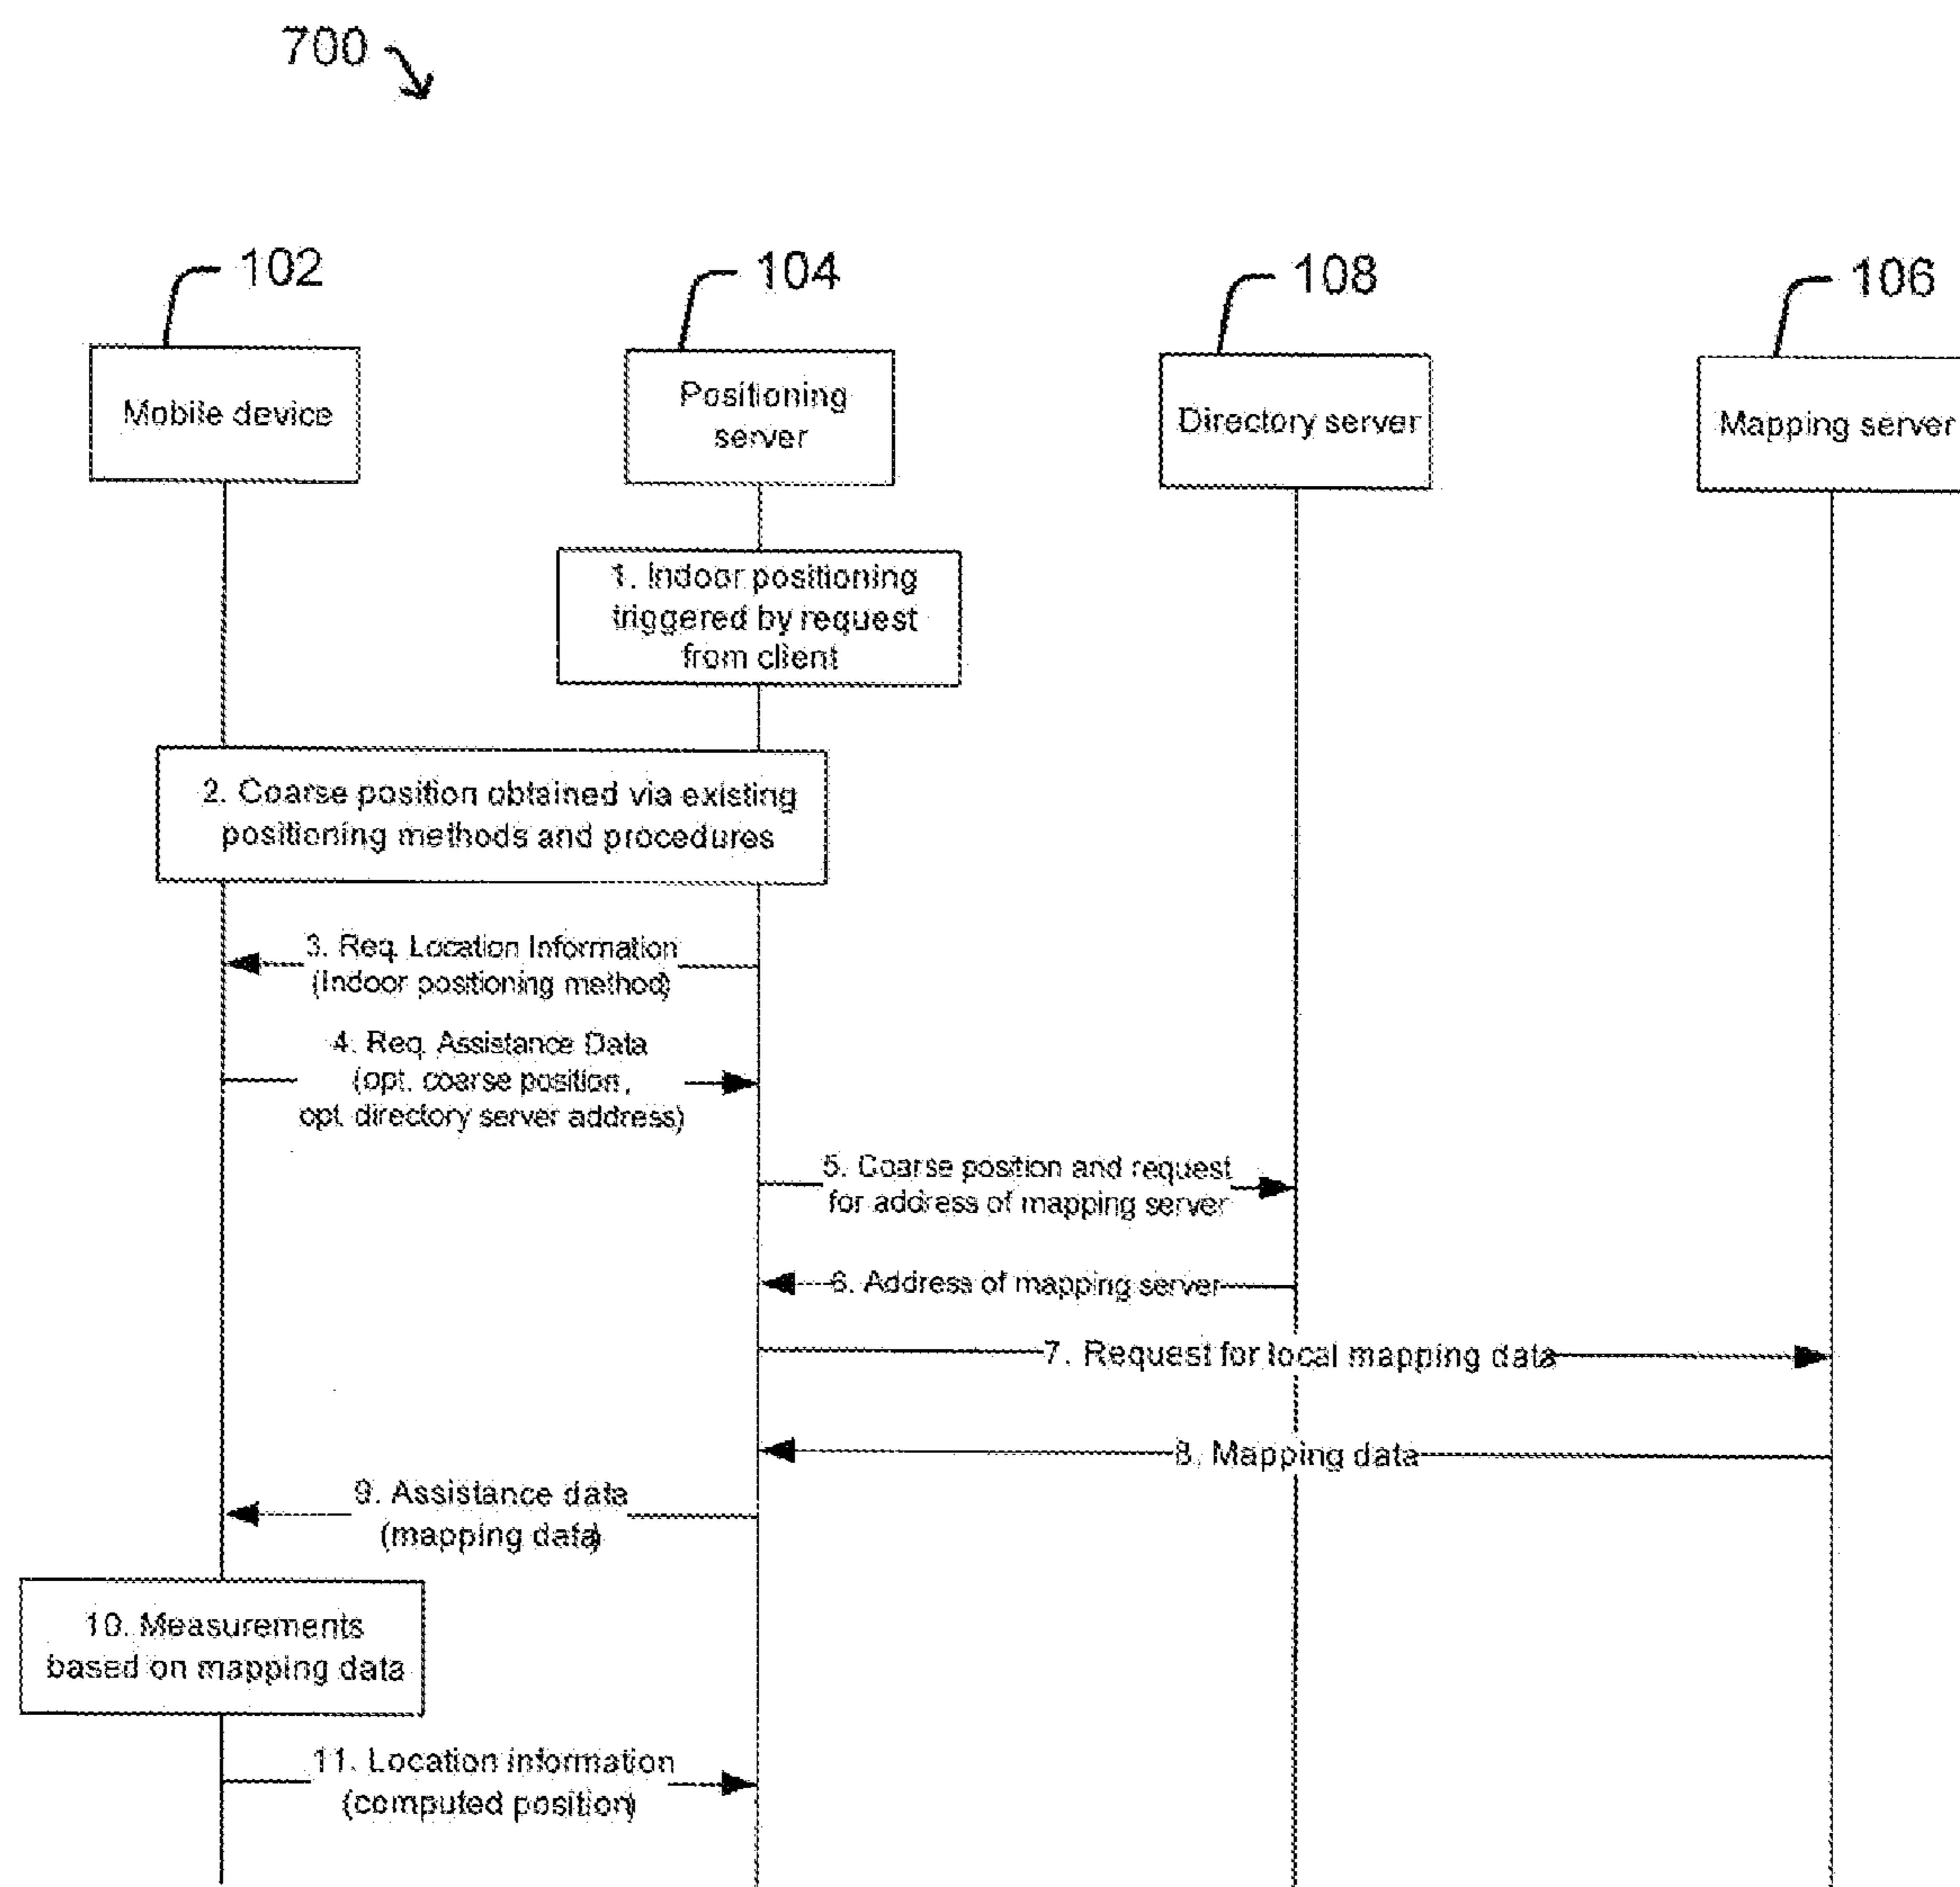 700
102
104
108
106
Mobile device
Positioning
server
Directory server
Mapping server
1. Indoor positioning
triggered by request
from client
2. Coarse position obtained via existing
positioning methods and procedures
3. Req. Location Information
(Indoor positioning method)
4. Req. Assistance Data
(opt. coarse position,
opt. directory server address)
5. Coarse position and request
for address of mapping server
6. Address of mapping server
7. Request for local mapping data
8. Mapping data
9. Assistance data
(mapping data)
10. Measurements
based on mapping data
11. Location information
(computed position)